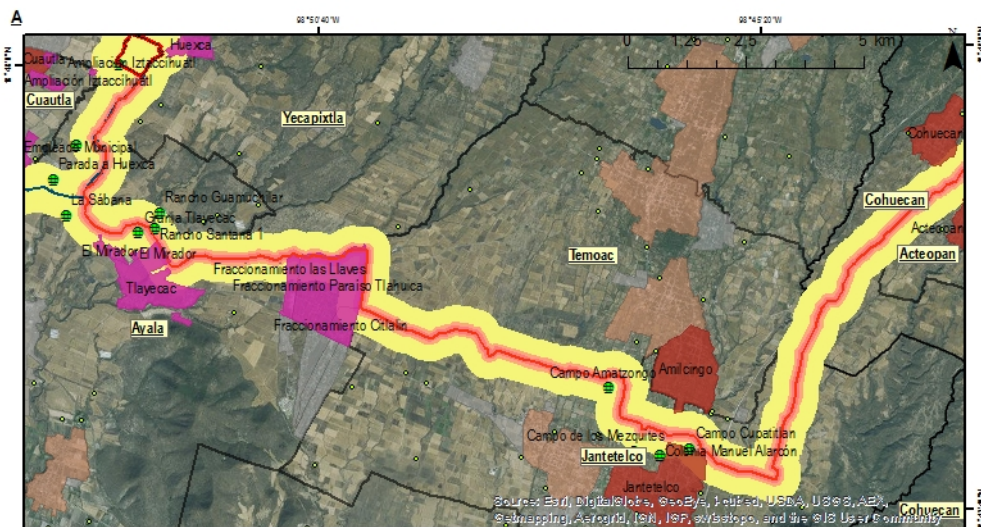 A
98°50'40"W
98°45'20"W
Huexca
0 1.25 2.5 5 km
N
Cuautla
Ampliación Iztaccihuatl
Ampliación Iztaccihuatl
Cuautla
Yecapixtla
Cohuecan
Empleado Municipal
Parada a Huexca
Rancho Guamuchilar
La Sábana
Cohuecan
Granja Tlayecac
Rancho Santana 1
Acteopan
El Mirador
El Mirador
Temoac
Acteopan
Fraccionamiento las Llaves
Tlayecac
Fraccionamiento Paraíso Tlahuica
Ayala
Fraccionamiento Citlalin
Amilcingo
Campo Amatzongo
Campo de los Mezquites
Campo Cupatitlan
Jantetelco
Colonia Manuel Alarcón
Jantetelco
Source: Esri, DigitalGlobe, GeoEye, i-cubed, USDA, USGS, AEX,
Getmapping, Aerogrid, IGN, IGP, swisstopo, and the GIS User Community
Cohuecan